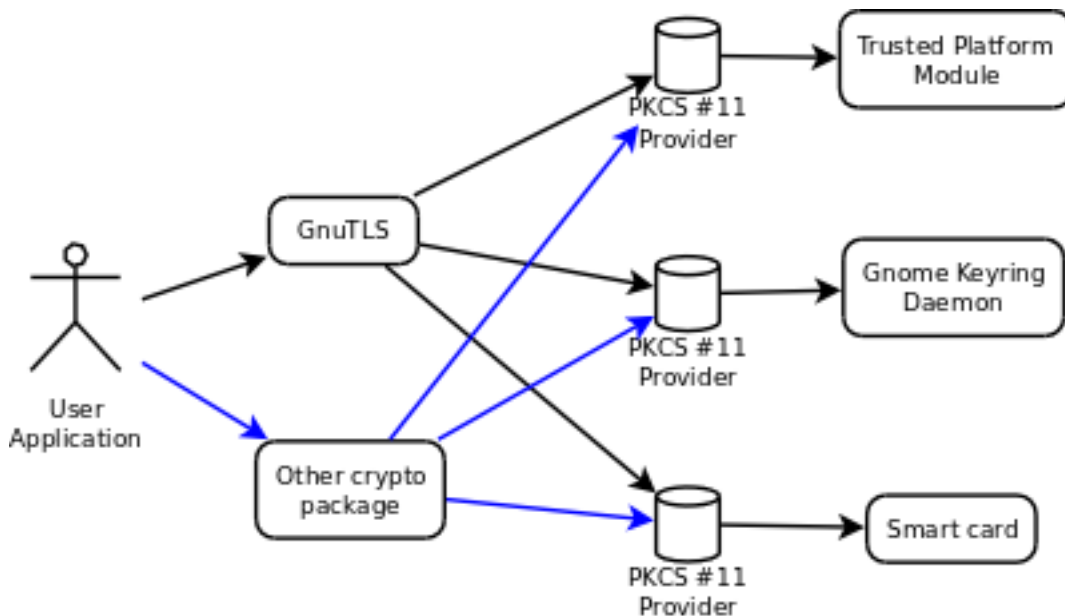 Trusted Platform
Module
PKCS #11
Provider
GnuTLS
Gnome Keyring
Daemon
PKCS #11
Provider
User
Application
Other crypto
package
Smart card
PKCS #11
Provider